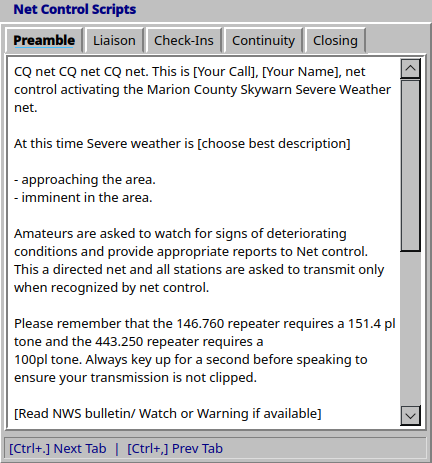 Net Control Scripts
Preamble Liaison Check-Ins Continuity Closing
CQ net CQ net CQ net. This is [Your Call], [Your Name], net
control activating the Marion County Skywarn Severe Weather
net.
At this time Severe weather is [choose best description]
- approaching the area.
- imminent in the area.
Amateurs are asked to watch for signs of deteriorating
conditions and provide appropriate reports to Net control.
This a directed net and all stations are asked to transmit only
when recognized by net control.
Please remember that the 146.760 repeater requires a 151.4 pl
tone and the 443.250 repeater requires a
100pl tone. Always key up for a second before speaking to
ensure your transmission is not clipped.
[Read NWS bulletin/ Watch or Warning if available]
[Ctrl+.] Next Tab | [Ctrl+,] Prev Tab